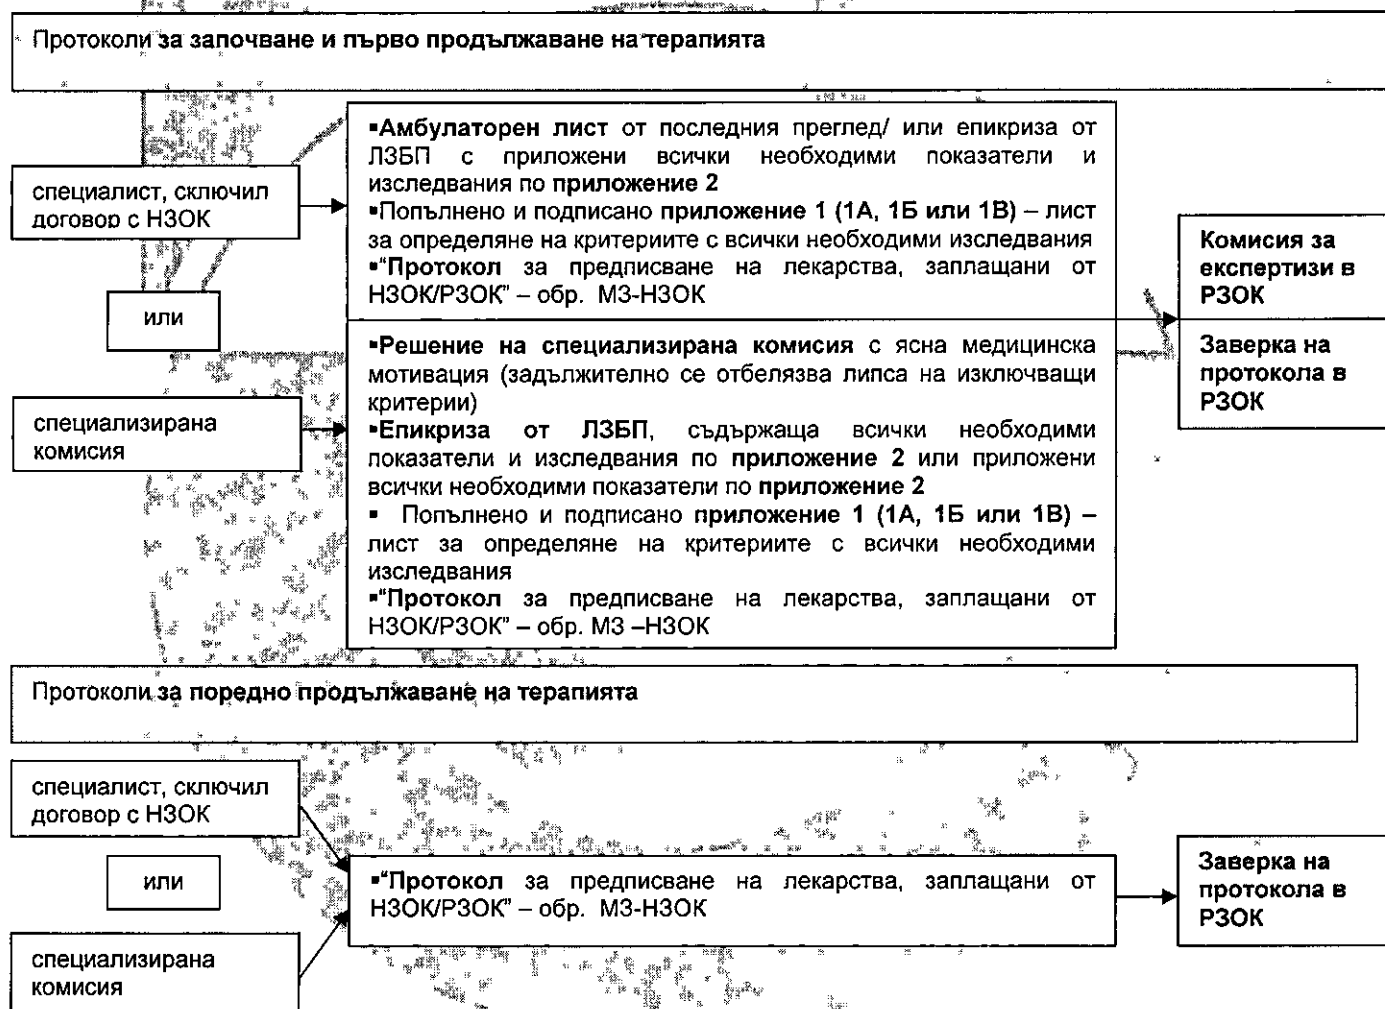 Протоколи за започване и първо продължаване на терапията
специалист, сключил
договор с НЗОК
или
специализирана
комисия
▪Амбулаторен лист от последния преглед/ или епикриза от
ЛЗБП с приложени всички необходими показатели и
изследвания по приложение 2
▪Попълнено и подписано приложение 1 (1А, 1Б или 1В) – лист
за определяне на критериите с всички необходими изследвания
▪"Протокол за предписване на лекарства, заплащани от
НЗОК/РЗОК" – обр. МЗ-НЗОК
▪Решение на специализирана комисия с ясна медицинска
мотивация (задължително се отбелязва липса на изключващи
критерии)
▪Епикриза от ЛЗБП, съдържаща всички необходими
показатели и изследвания по приложение 2 или приложени
всички необходими показатели по приложение 2
▪ Попълнено и подписано приложение 1 (1А, 1Б или 1В) –
лист за определяне на критериите с всички необходими
изследвания
▪"Протокол за предписване на лекарства, заплащани от
НЗОК/РЗОК" – обр. МЗ –НЗОК
Комисия за
експертизи в
РЗОК
Заверка на
протокола в
РЗОК
Протоколи за поредно продължаване на терапията
специалист, сключил
договор с НЗОК
или
специализирана
комисия
▪"Протокол за предписване на лекарства, заплащани от
НЗОК/РЗОК" – обр. МЗ-НЗОК
Заверка на
протокола в
РЗОК